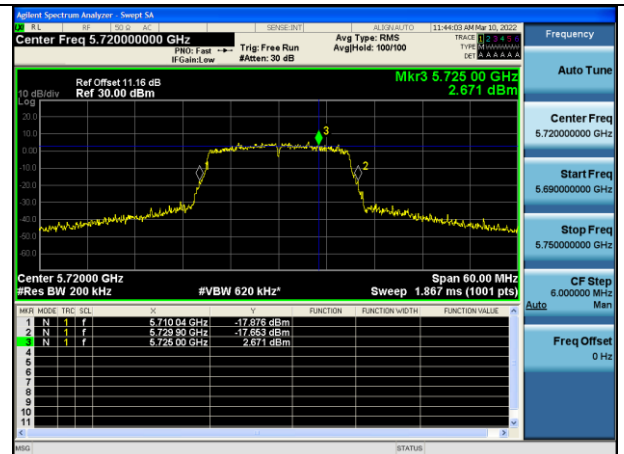 Agilent Spectrum Analyzer - Swept SA
RL RF 50 Ω AC SENSE:INT ALIGNAUTO 11:44:03 AM Mar 10, 2022
Center Freq 5.720000000 GHz
PNO: Fast
IFGain:Low
Trig: Free Run
#Atten: 30 dB
Avg Type: RMS
Avg|Hold: 100/100
TRACE 1 2 3 4 5 6
TYPE M
DET A A A A A A
Frequency
Auto Tune
Center Freq
5.720000000 GHz
Start Freq
5.690000000 GHz
Stop Freq
5.750000000 GHz
CF Step
6.000000 MHz
Auto Man
Freq Offset
0 Hz
Ref Offset 11.16 dB
Ref 30.00 dBm
10 dB/div
Log
Mkr3 5.725 00 GHz
2.671 dBm
20.0
10.0
0.00
-10.0
-20.0
-30.0
-40.0
-50.0
-60.0
1
3
2
Center 5.72000 GHz
Span 60.00 MHz
#Res BW 200 kHz
#VBW 620 kHz*
Sweep 1.867 ms (1001 pts)
MKR MODE TRC SCL X Y FUNCTION FUNCTION WIDTH FUNCTION VALUE
1 N 1 f 5.710 04 GHz -17.876 dBm
2 N 1 f 5.729 90 GHz -17.653 dBm
3 N 1 f 5.725 00 GHz 2.671 dBm
4
5
6
7
8
9
10
11
MSG
STATUS